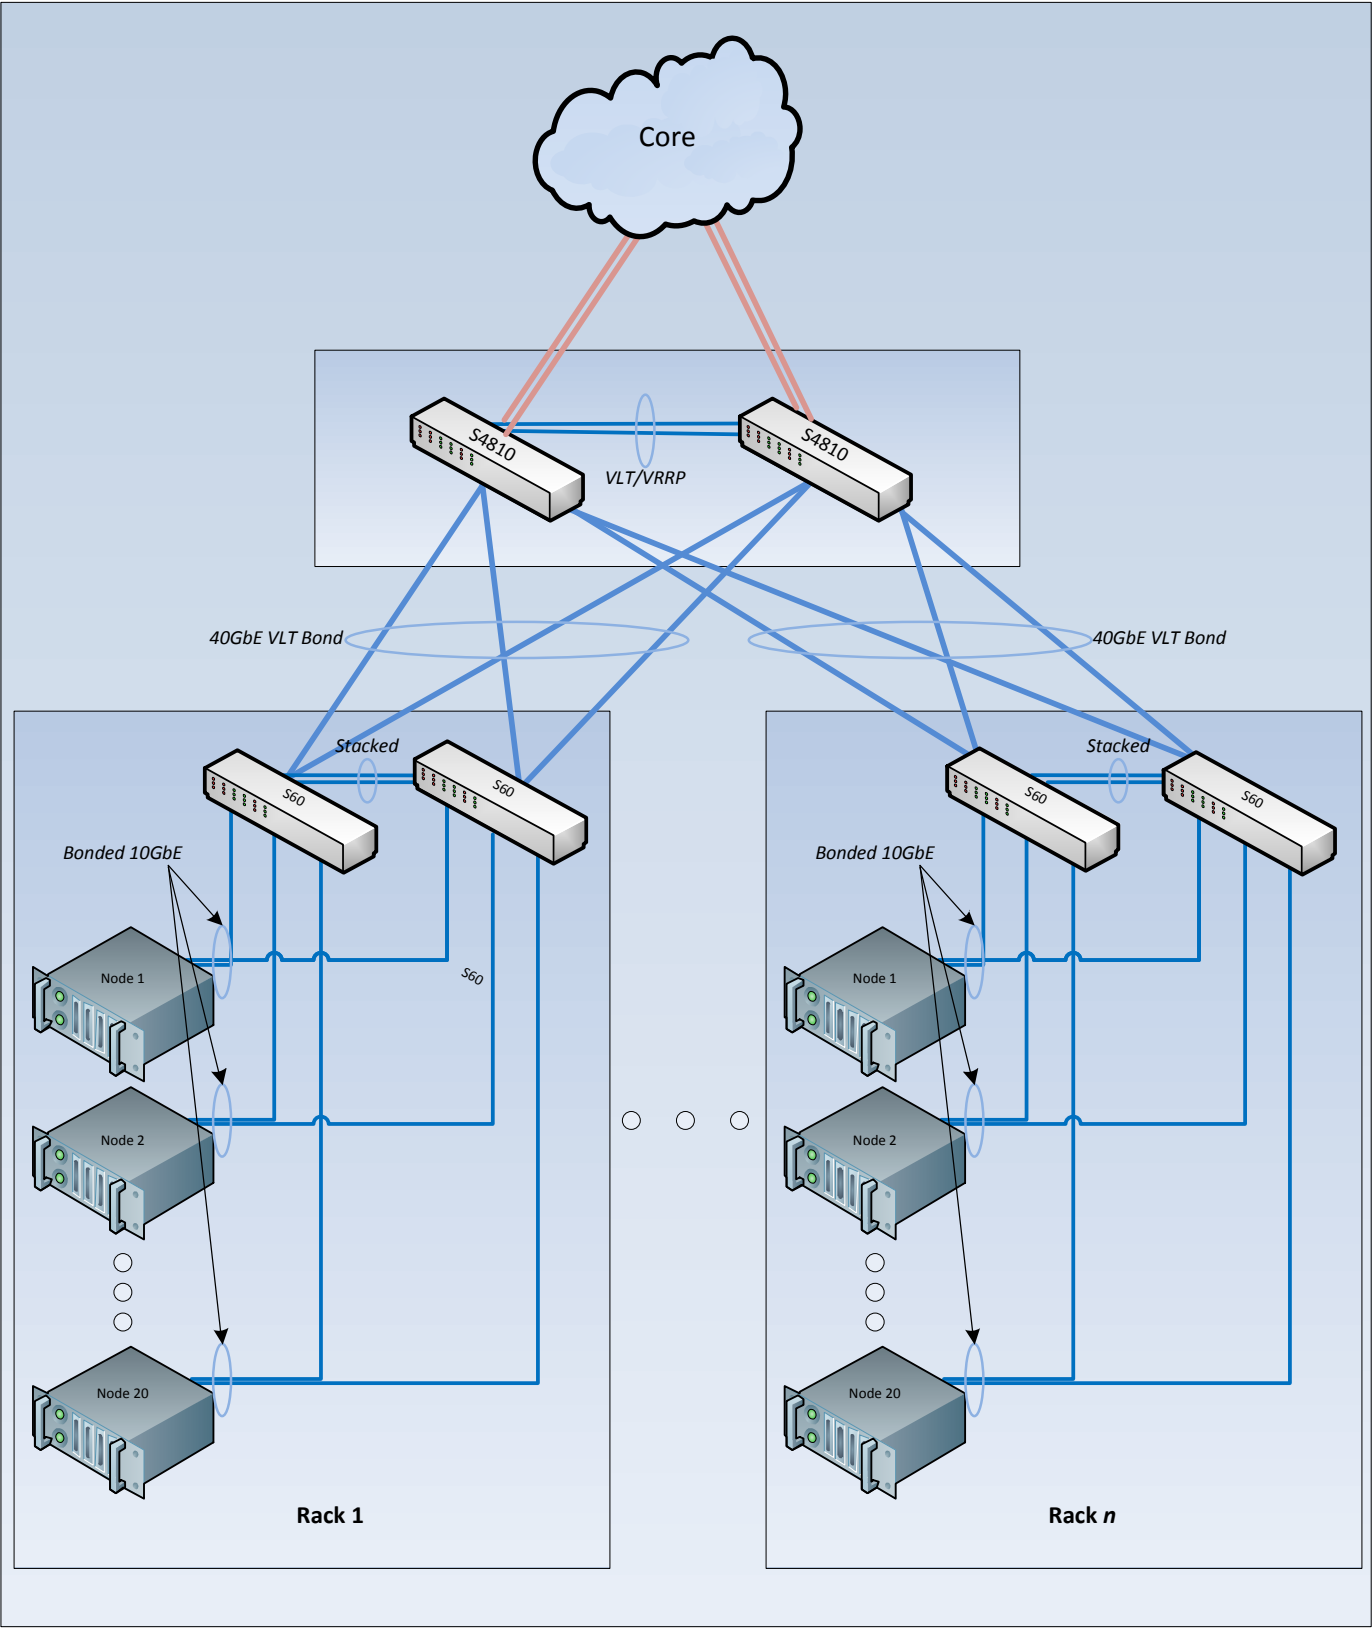 Core
S4810
S4810
VLT/VRRP
40GbE VLT Bond
40GbE VLT Bond
Stacked
Stacked
S60
S60
S60
S60
Bonded 10GbE
Bonded 10GbE
Node 1
S60
Node 1
Node 2
Node 2
Node 20
Node 20
Rack 1
Rack n